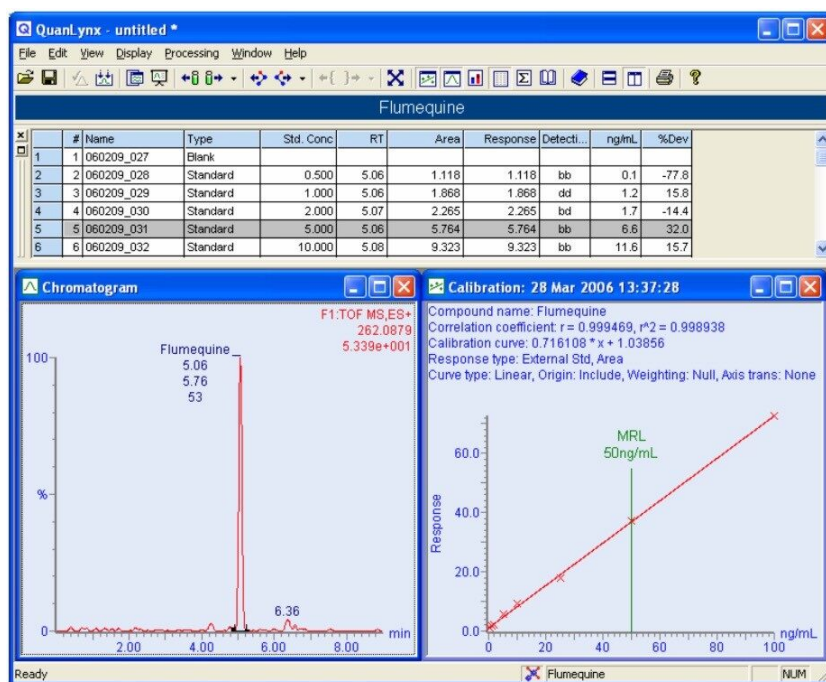 QuanLynx - untitled *
File Edit View Display Processing Window Help
Flumequine
# Name Type Std. Conc RT Area Response Detecti... ng/mL %Dev
1 1 060209_027 Blank
2 2 060209_028 Standard 0.500 5.06 1.118 1.118 bb 0.1 -77.8
3 3 060209_029 Standard 1.000 5.06 1.868 1.868 dd 1.2 15.8
4 4 060209_030 Standard 2.000 5.07 2.265 2.265 bd 1.7 -14.4
5 5 060209_031 Standard 5.000 5.06 5.764 5.764 bb 6.6 32.0
6 6 060209_032 Standard 10.000 5.08 9.323 9.323 bb 11.6 15.7
Chromatogram
F1:TOF MS,ES+
262.0879
5.339e+001
Flumequine
5.06
5.76
53
100
%
0
6.36
min
2.00 4.00 6.00 8.00
Calibration: 28 Mar 2006 13:37:28
Compound name: Flumequine
Correlation coefficient: r = 0.999469, r^2 = 0.998938
Calibration curve: 0.716108 * x + 1.03856
Response type: External Std, Area
Curve type: Linear, Origin: Include, Weighting: Null, Axis trans: None
MRL
50ng/mL
60.0
40.0
20.0
0.0
Response
0 20 40 60 80 100 ng/mL
Ready Flumequine NUM